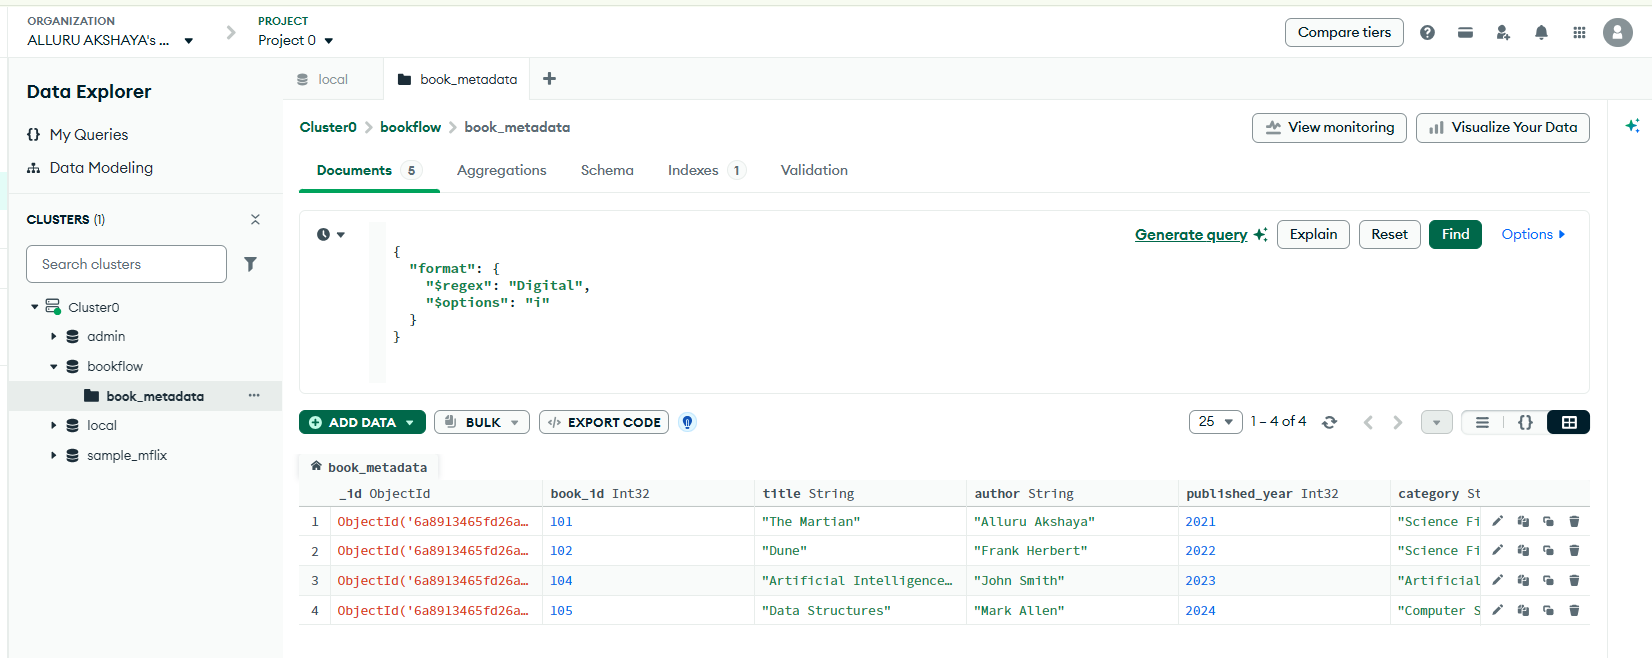 ORGANIZATION
ALLURU AKSHAYA's ...
PROJECT
Project 0
Compare tiers
Data Explorer
My Queries
Data Modeling
CLUSTERS (1)
Search clusters
Cluster0
admin
bookflow
book_metadata
local
sample_mflix
local
book_metadata
Cluster0 > bookflow > book_metadata
View monitoring
Visualize Your Data
Documents 5
Aggregations
Schema
Indexes 1
Validation
Generate query
Explain
Reset
Find
Options
{
"format": {
"$regex": "Digital",
"$options": "i"
}
}
ADD DATA
BULK
EXPORT CODE
25
1 – 4 of 4
book_metadata
_id ObjectId book_id Int32 title String author String published_year Int32 category St
1 ObjectId('6a8913465fd26a… 101 "The Martian" "Alluru Akshaya" 2021 "Science Fi
2 ObjectId('6a8913465fd26a… 102 "Dune" "Frank Herbert" 2022 "Science Fi
3 ObjectId('6a8913465fd26a… 104 "Artificial Intelligence… "John Smith" 2023 "Artificial
4 ObjectId('6a8913465fd26a… 105 "Data Structures" "Mark Allen" 2024 "Computer S